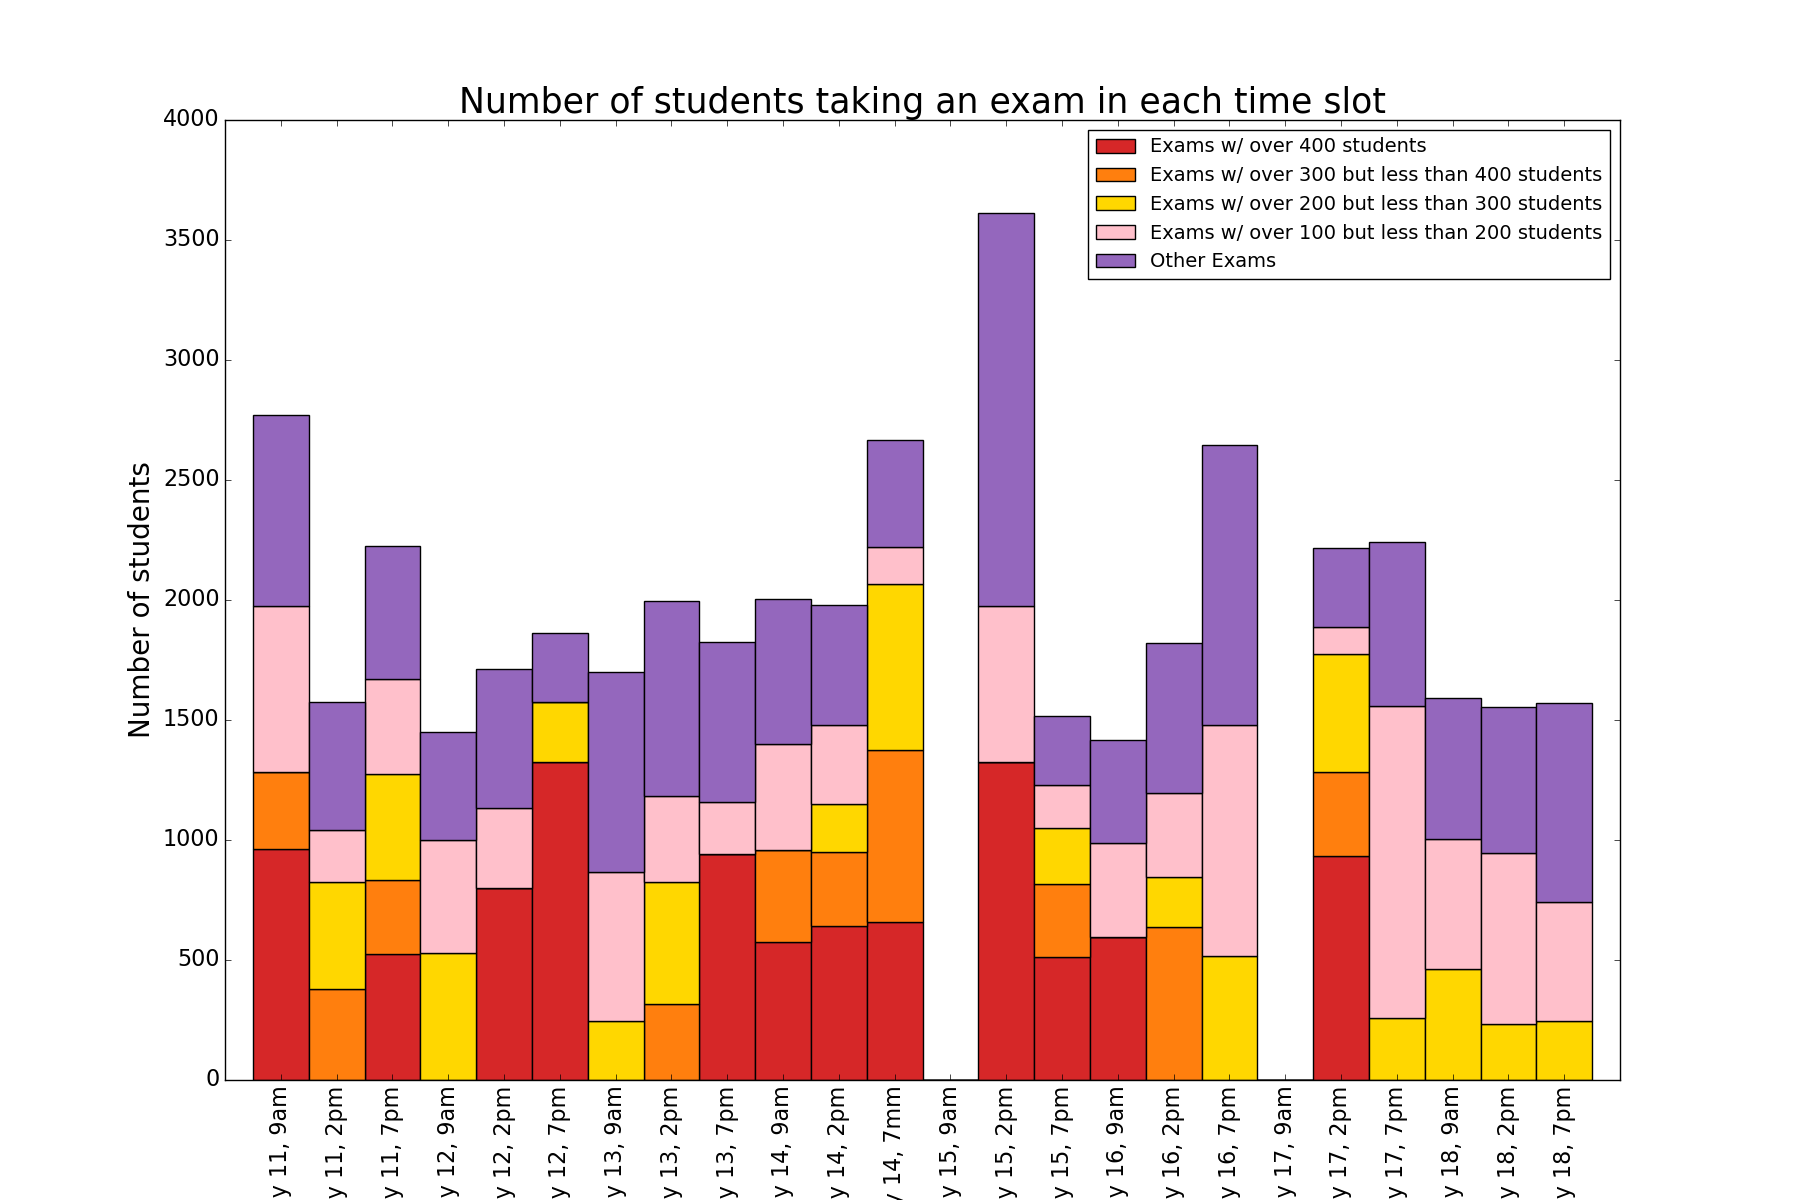 Number of students taking an exam in each time slot
Number of students
4000
3500
3000
2500
2000
1500
1000
500
0
Exams w/ over 400 students
Exams w/ over 300 but less than 400 students
Exams w/ over 200 but less than 300 students
Exams w/ over 100 but less than 200 students
Other Exams
y 11, 9am
y 11, 2pm
y 11, 7pm
y 12, 9am
y 12, 2pm
y 12, 7pm
y 13, 9am
y 13, 2pm
y 13, 7pm
y 14, 9am
y 14, 2pm
y 14, 7mm
y 15, 9am
y 15, 2pm
y 15, 7pm
y 16, 9am
y 16, 2pm
y 16, 7pm
y 17, 9am
y 17, 2pm
y 17, 7pm
y 18, 9am
y 18, 2pm
y 18, 7pm